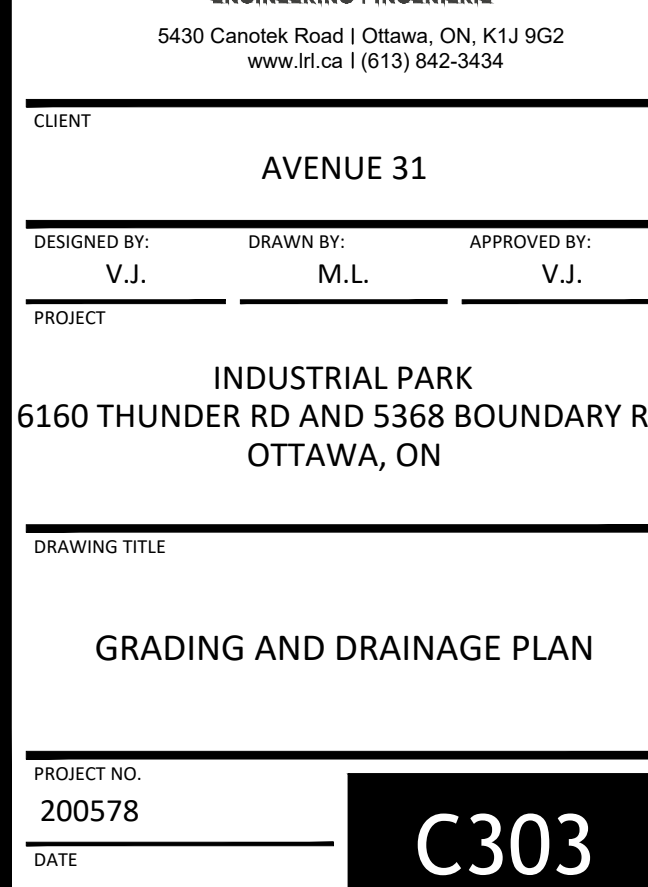 5430 Canotek Road | Ottawa, ON, K1J 9G2
www.lrl.ca | (613) 842-3434
CLIENT
AVENUE 31
DESIGNED BY: DRAWN BY: APPROVED BY:
V.J. M.L. V.J.
PROJECT
INDUSTRIAL PARK
6160 THUNDER RD AND 5368 BOUNDARY R
OTTAWA, ON
DRAWING TITLE
GRADING AND DRAINAGE PLAN
PROJECT NO.
200578
C303
DATE